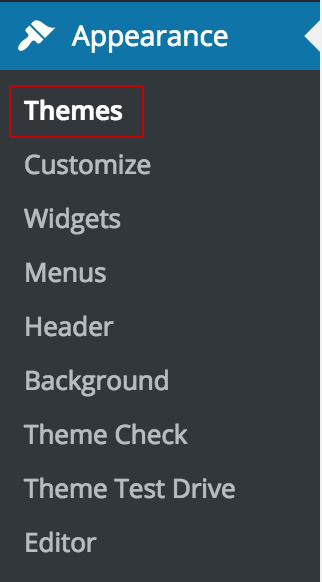 Appearance
Themes
Customize
Widgets
Menus
Header
Background
Theme Check
Theme Test Drive
Editor